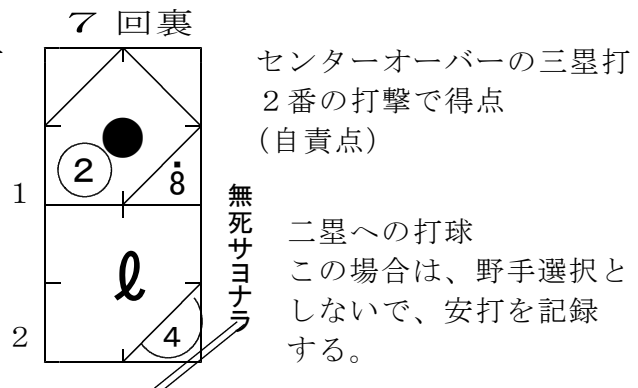 7 回裏
センターオーバーの三塁打
２番の打撃で得点
(自責点)
2
8
1
無死サヨナラ
二塁への打球
この場合は、野手選択と
しないで、安打を記録
する。
ℓ
2
4